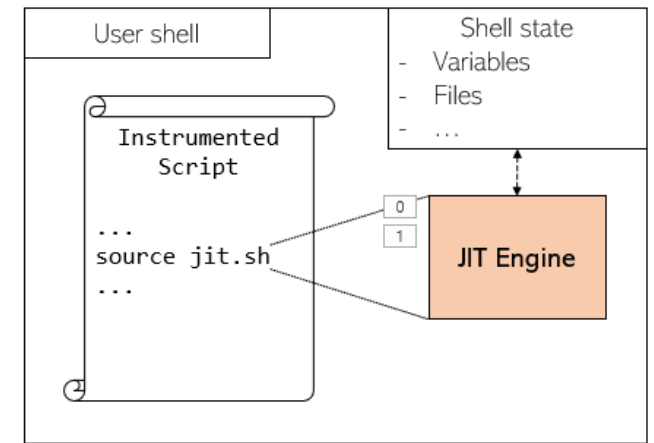 User shell
Shell state
- Variables
- Files
- ...
Instrumented
Script
...
source jit.sh
...
0
1
JIT Engine